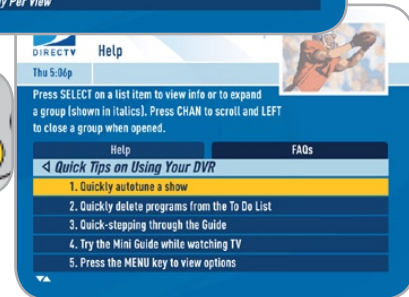 Pay Per View
DIRECTV
Help
Thu 5:06p
Press SELECT on a list item to view info or to expand
a group (shown in italics). Press CHAN to scroll and LEFT
to close a group when opened.
Help
FAQs
Quick Tips on Using Your DVR
1. Quickly autotune a show
2. Quickly delete programs from the To Do List
3. Quick-stepping through the Guide
4. Try the Mini Guide while watching TV
5. Press the MENU key to view options